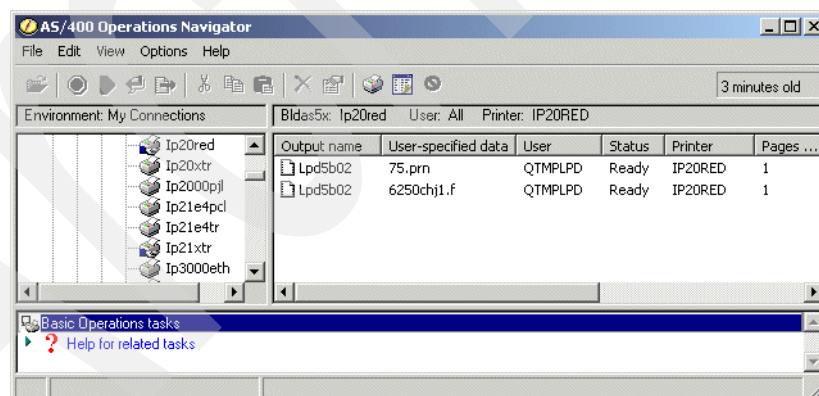 AS/400 Operations Navigator
File Edit View Options Help
3 minutes old
Environment: My Connections
Bldas5x: Ip20red User: All Printer: IP20RED
Ip20red
Ip20xtr
Ip2000pjl
Ip21e4pcl
Ip21e4tr
Ip21xtr
Ip3000eth
Output name User-specified data User Status Printer Pages ...
Lpd5b02 75.prn QTMPLPD Ready IP20RED 1
Lpd5b02 6250chj1.f QTMPLPD Ready IP20RED 1
Basic Operations tasks
? Help for related tasks